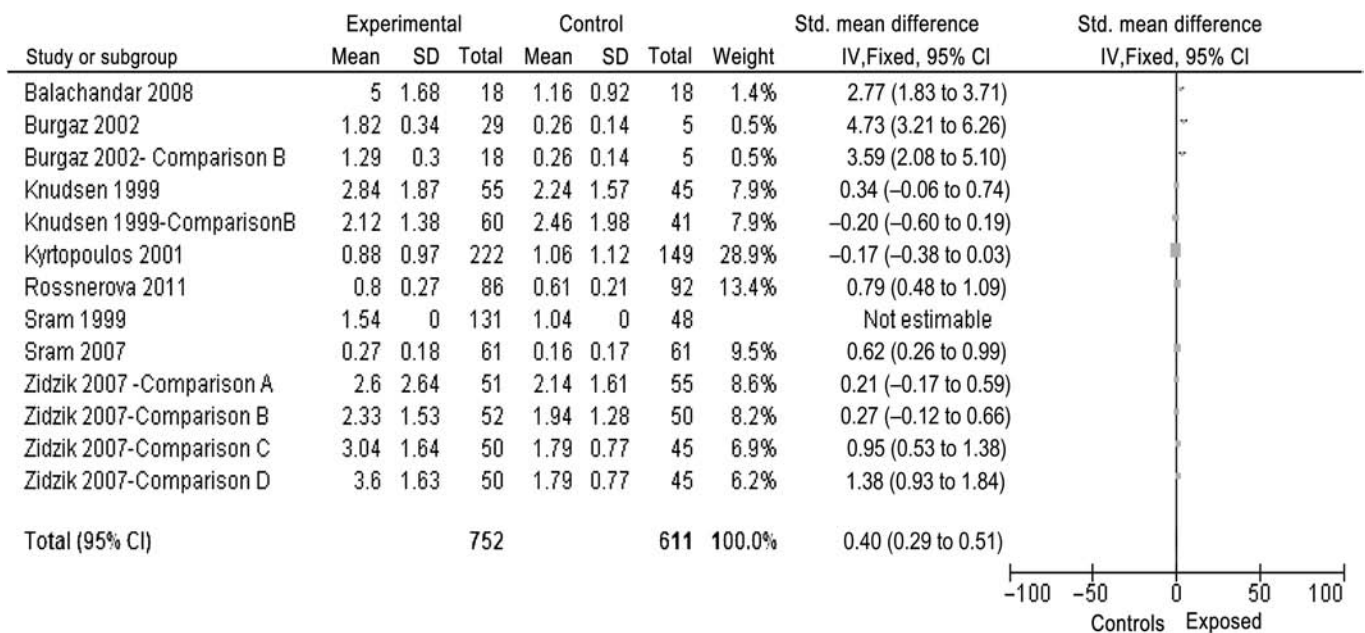 Experimental Control Std. mean difference Std. mean difference
Study or subgroup Mean SD Total Mean SD Total Weight IV,Fixed, 95% CI IV,Fixed, 95% CI
Balachandar 2008 5 1.68 18 1.16 0.92 18 1.4% 2.77 (1.83 to 3.71)
Burgaz 2002 1.82 0.34 29 0.26 0.14 5 0.5% 4.73 (3.21 to 6.26)
Burgaz 2002- Comparison B 1.29 0.3 18 0.26 0.14 5 0.5% 3.59 (2.08 to 5.10)
Knudsen 1999 2.84 1.87 55 2.24 1.57 45 7.9% 0.34 (–0.06 to 0.74)
Knudsen 1999-ComparisonB 2.12 1.38 60 2.46 1.98 41 7.9% –0.20 (–0.60 to 0.19)
Kyrtopoulos 2001 0.88 0.97 222 1.06 1.12 149 28.9% –0.17 (–0.38 to 0.03)
Rossnerova 2011 0.8 0.27 86 0.61 0.21 92 13.4% 0.79 (0.48 to 1.09)
Sram 1999 1.54 0 131 1.04 0 48 Not estimable
Sram 2007 0.27 0.18 61 0.16 0.17 61 9.5% 0.62 (0.26 to 0.99)
Zidzik 2007 -Comparison A 2.6 2.64 51 2.14 1.61 55 8.6% 0.21 (–0.17 to 0.59)
Zidzik 2007-Comparison B 2.33 1.53 52 1.94 1.28 50 8.2% 0.27 (–0.12 to 0.66)
Zidzik 2007-Comparison C 3.04 1.64 50 1.79 0.77 45 6.9% 0.95 (0.53 to 1.38)
Zidzik 2007-Comparison D 3.6 1.63 50 1.79 0.77 45 6.2% 1.38 (0.93 to 1.84)
Total (95% CI) 752 611 100.0% 0.40 (0.29 to 0.51)
–100 –50 0 50 100
Controls Exposed